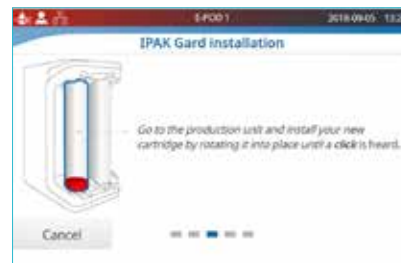 E-POD 1 2018-09-05 13:2
IPAK Gard installation
Go to the production unit and install your new
cartridge by rotating it into place until a click is heard.
Cancel